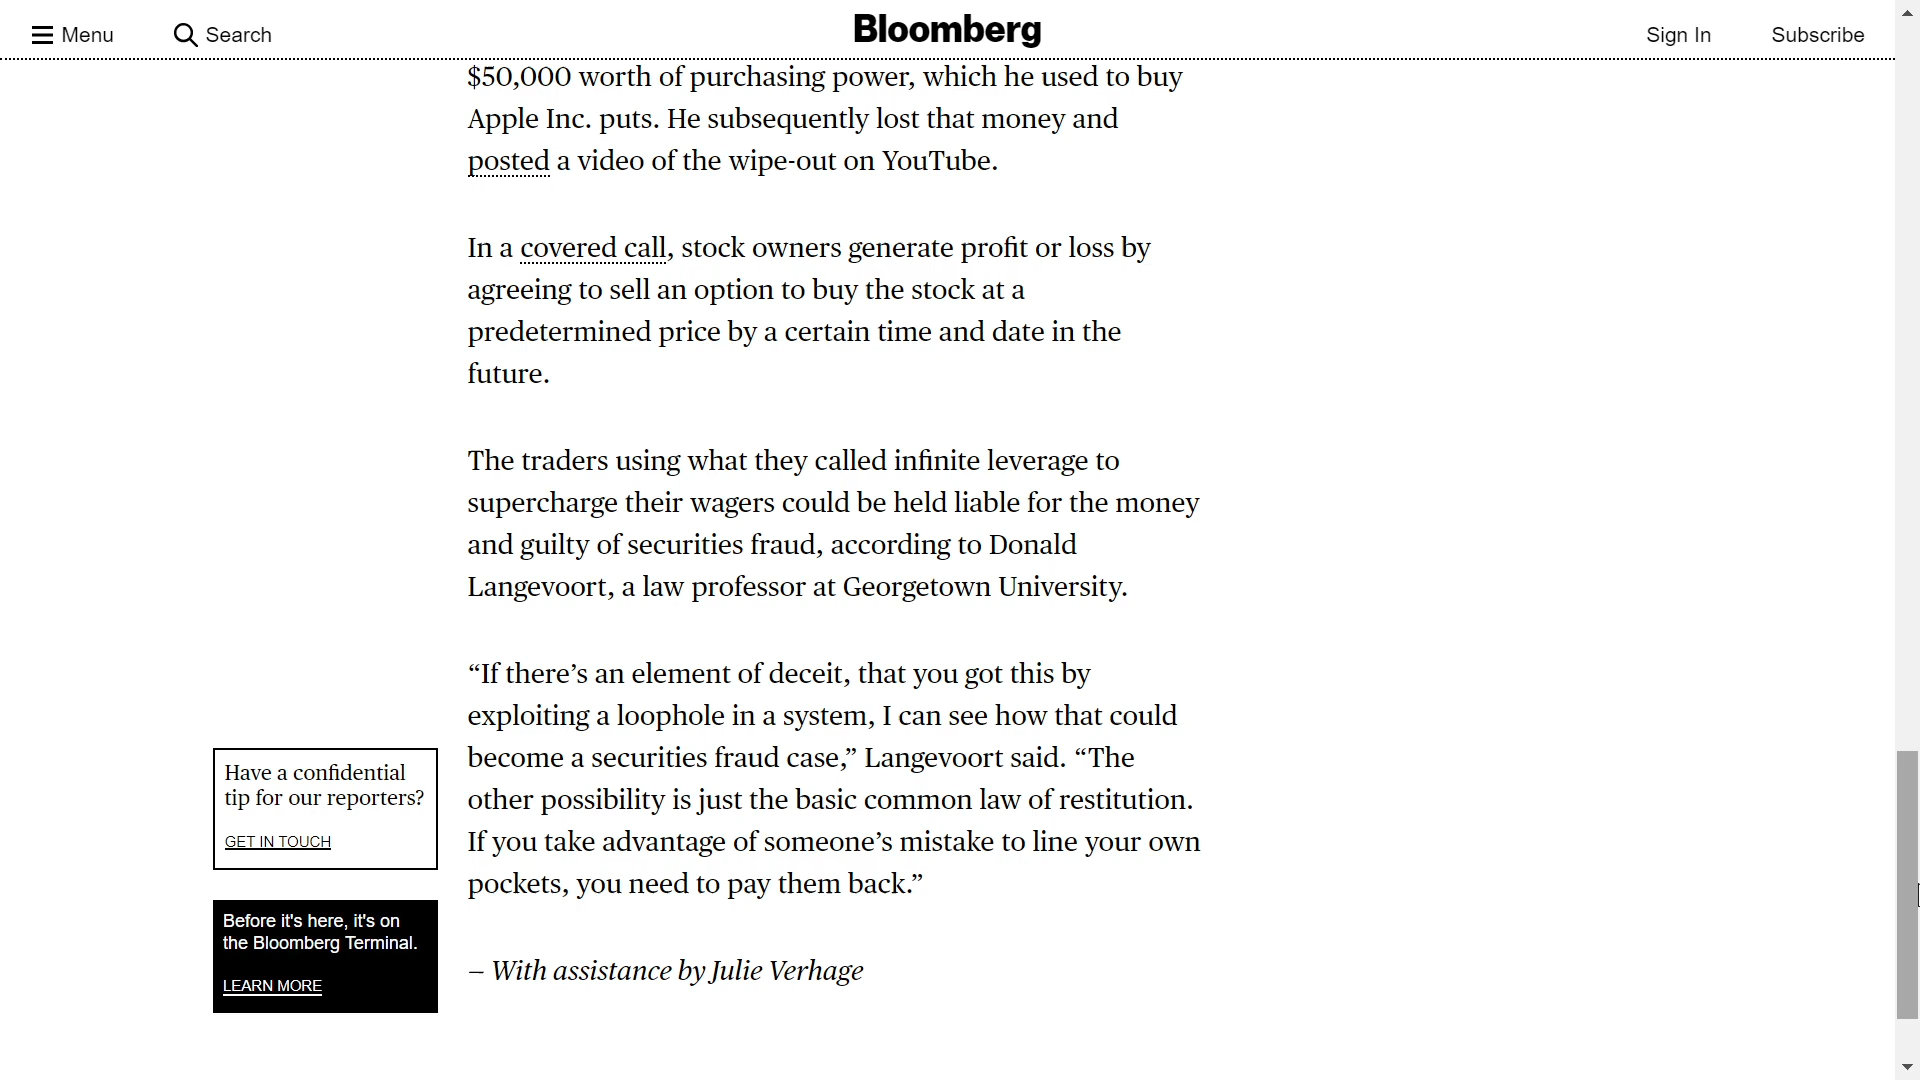 Menu
Search
Bloomberg
Sign In
Subscribe
$50,000 worth of purchasing power, which he used to buy
Apple Inc. puts. He subsequently lost that money and
posted a video of the wipe-out on YouTube.
In a covered call, stock owners generate profit or loss by
agreeing to sell an option to buy the stock at a
predetermined price by a certain time and date in the
future.
The traders using what they called infinite leverage to
supercharge their wagers could be held liable for the money
and guilty of securities fraud, according to Donald
Langevoort, a law professor at Georgetown University.
“If there’s an element of deceit, that you got this by
exploiting a loophole in a system, I can see how that could
become a securities fraud case,” Langevoort said. “The
other possibility is just the basic common law of restitution.
If you take advantage of someone’s mistake to line your own
pockets, you need to pay them back.”
– With assistance by Julie Verhage
Have a confidential
tip for our reporters?
GET IN TOUCH
Before it's here, it's on
the Bloomberg Terminal.
LEARN MORE